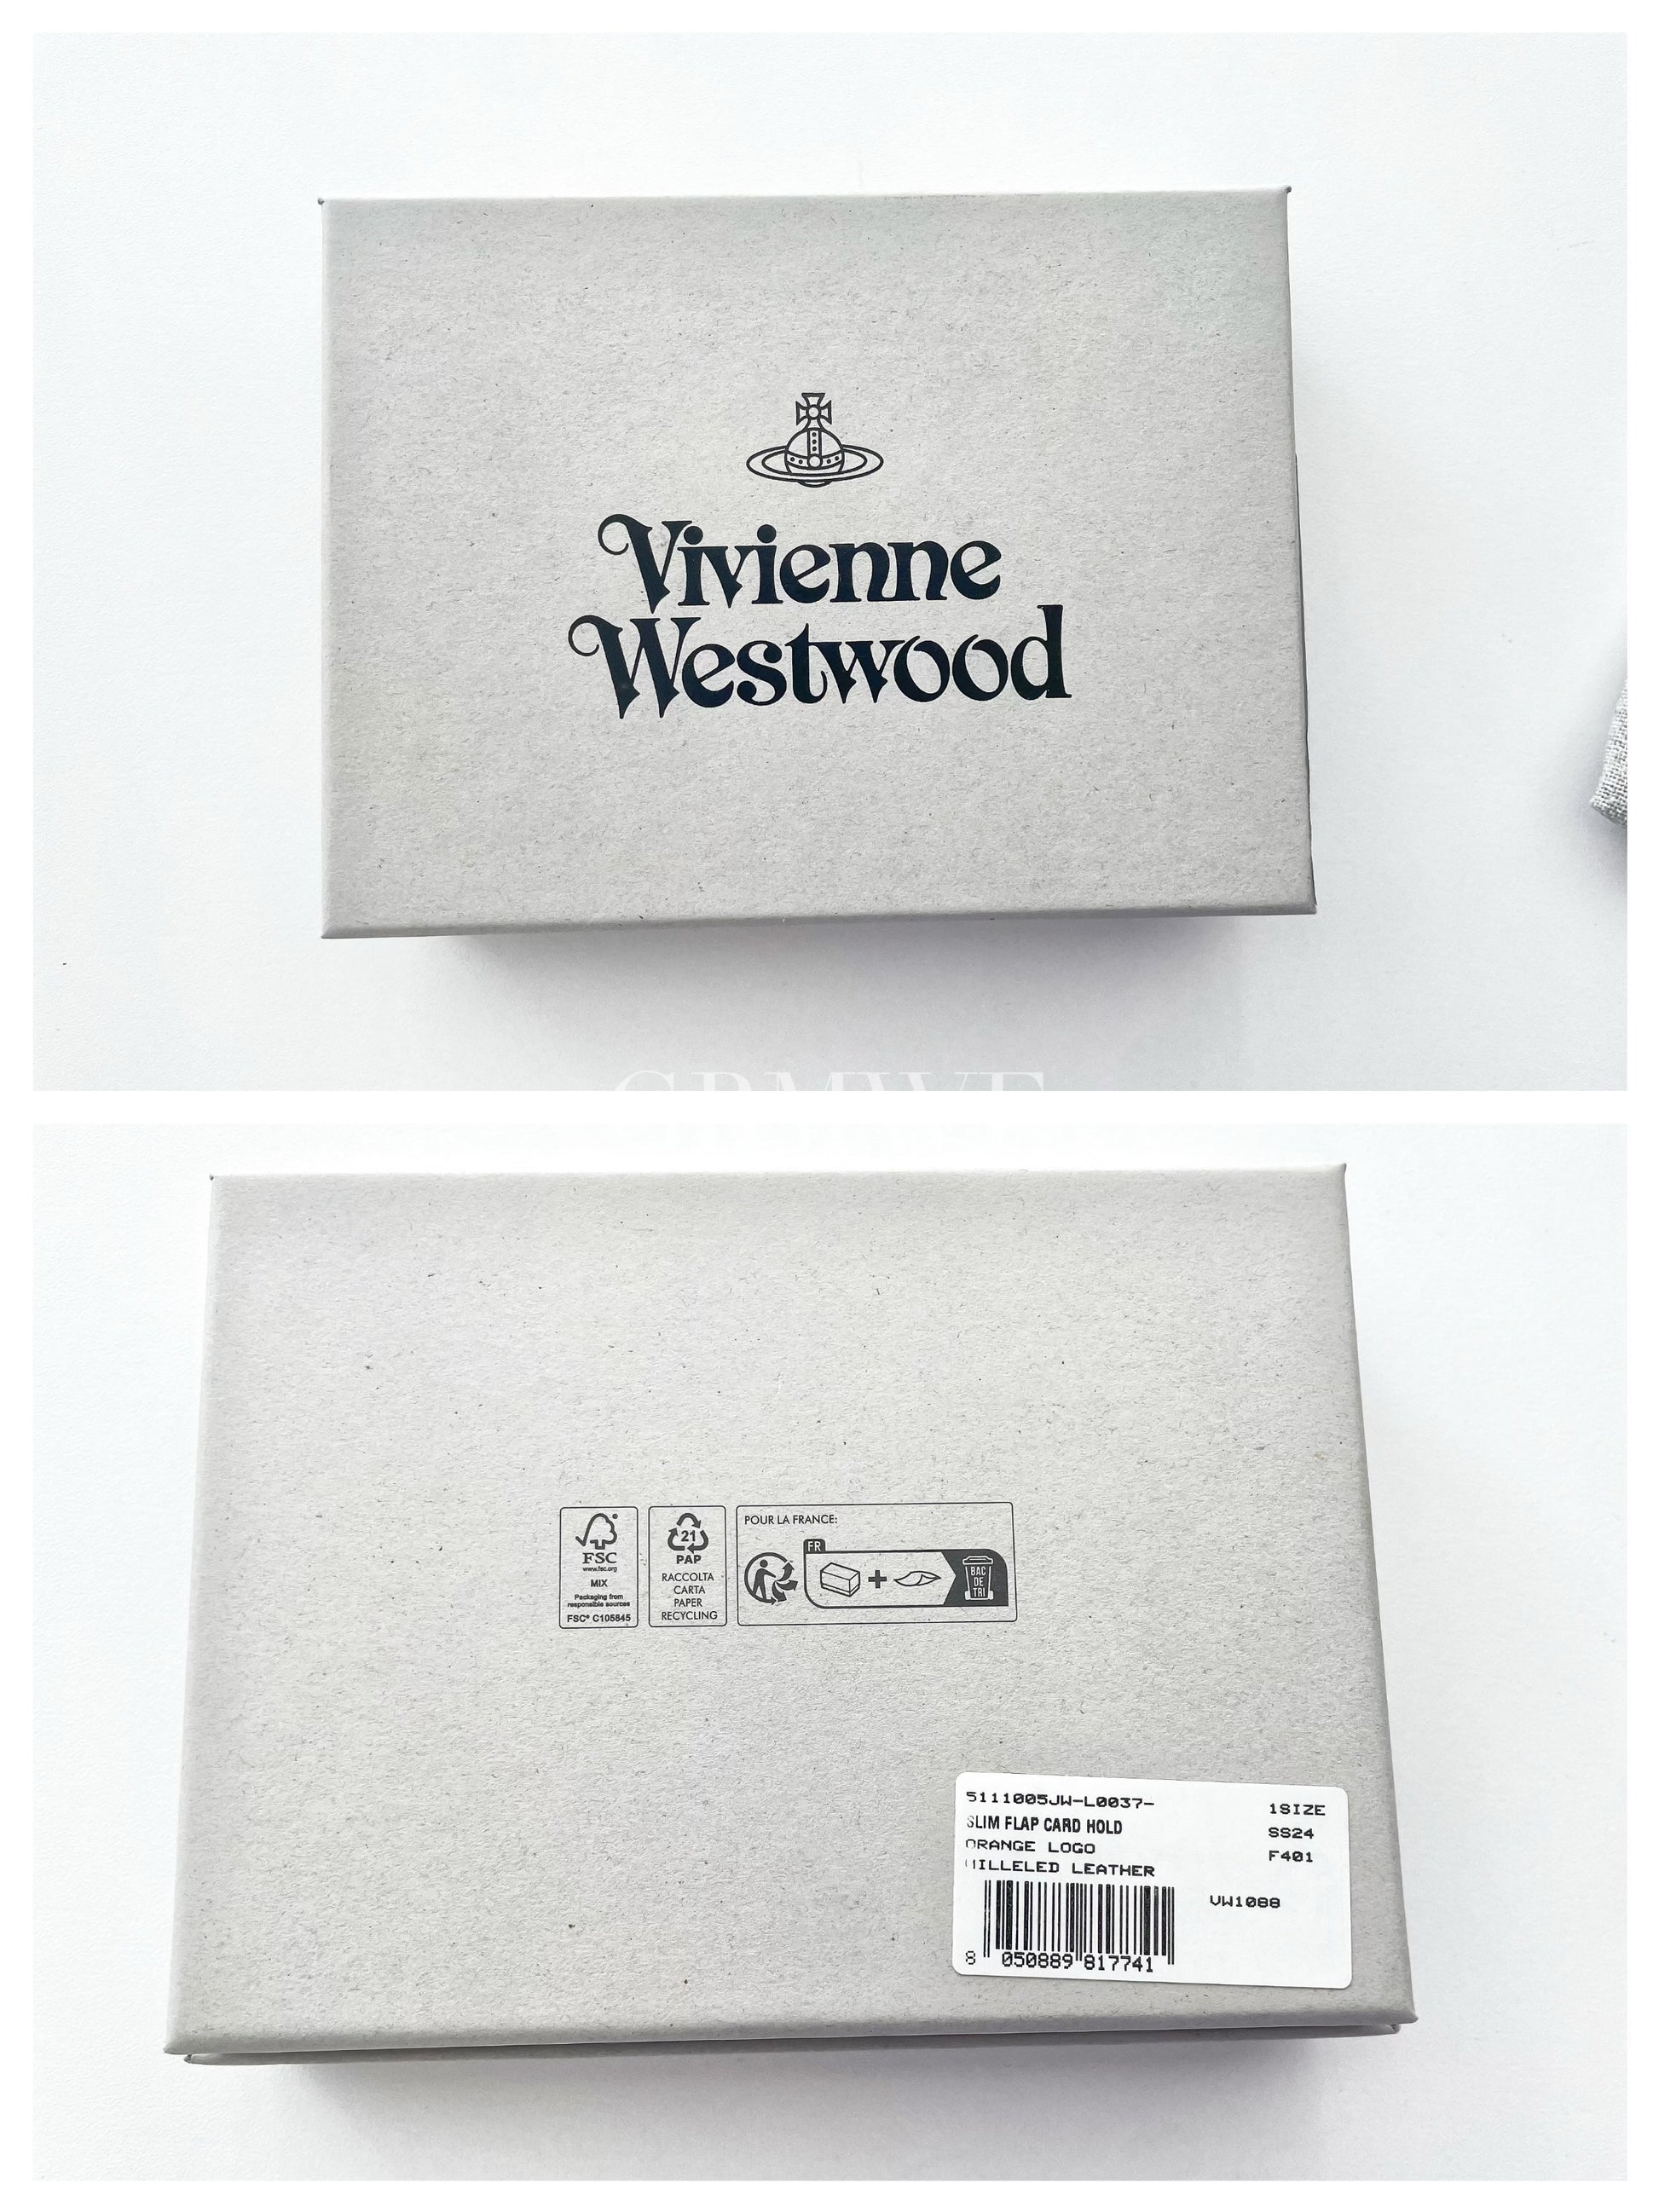 Vivienne
Westwood
FSC
www.fsc.org
MIX
Packaging from
responsible sources
FSC® C105845
21
PAP
RACCOLTA
CARTA
PAPER
RECYCLING
POUR LA FRANCE:
FR
+
BAC
DE
TRI
5111005JW-L0037- 1SIZE
SLIM FLAP CARD HOLD SS24
ORANGE LOGO F401
MILLELED LEATHER
VW1088
8 050889 817741